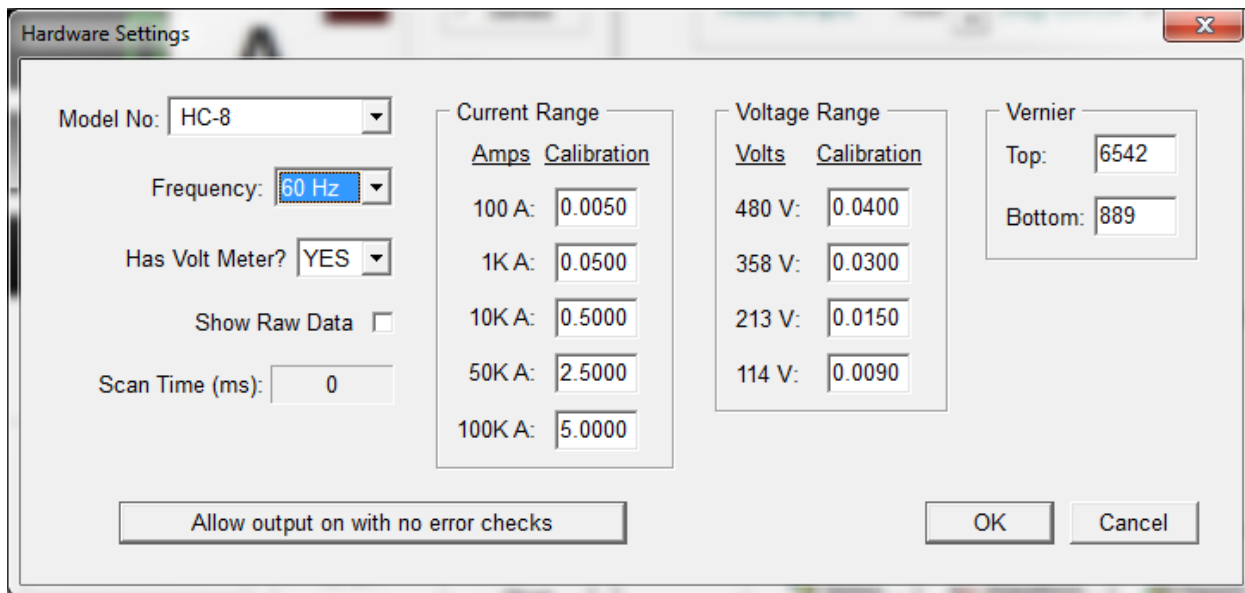 Hardware Settings
Model No: HC-8
Frequency: 60 Hz
Has Volt Meter? YES
Show Raw Data
Scan Time (ms): 0
Current Range
Amps Calibration
100 A: 0.0050
1K A: 0.0500
10K A: 0.5000
50K A: 2.5000
100K A: 5.0000
Voltage Range
Volts Calibration
480 V: 0.0400
358 V: 0.0300
213 V: 0.0150
114 V: 0.0090
Vernier
Top: 6542
Bottom: 889
Allow output on with no error checks
OK
Cancel